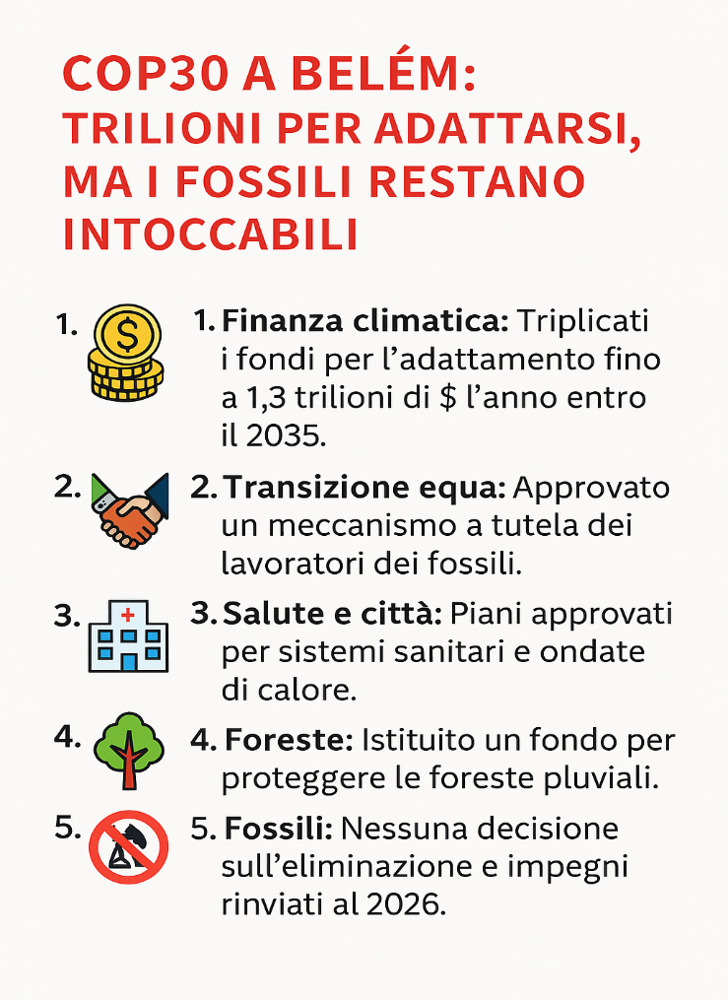 COP30 A BELÉM:
TRILIONI PER ADATTARSI,
MA I FOSSILI RESTANO
INTOCCABILI
1. 1. Finanza climatica: Triplicati
i fondi per l’adattamento fino
a 1,3 trilioni di $ l’anno entro
il 2035.
2. 2. Transizione equa: Approvato
un meccanismo a tutela dei
lavoratori dei fossili.
3. 3. Salute e città: Piani approvati
per sistemi sanitari e ondate
di calore.
4. 4. Foreste: Istituito un fondo per
proteggere le foreste pluviali.
5. 5. Fossili: Nessuna decisione
sull’eliminazione e impegni
rinviati al 2026.